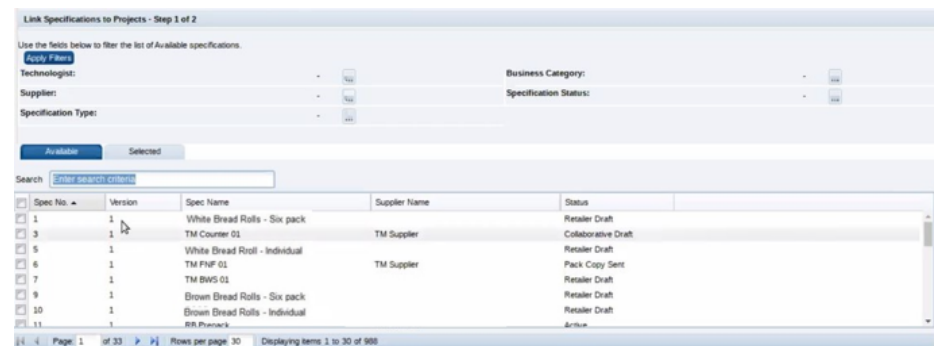 Link Specifications to Projects - Step 1 of 2
Use the fields below to filter the list of Available specifications.
Apply Filters
Technologist: - Business Category: -
Supplier: - Specification Status: -
Specification Type: -
Available Selected
Search Enter search criteria
Spec No. Version Spec Name Supplier Name Status
1 1 White Bread Rolls - Six pack Retailer Draft
3 1 TM Counter 01 TM Supplier Collaborative Draft
5 1 White Bread Rroll - Individual Retailer Draft
6 1 TM FNF 01 TM Supplier Pack Copy Sent
7 1 TM BWS 01 Retailer Draft
9 1 Brown Bread Rolls - Six pack Retailer Draft
10 1 Brown Bread Rolls - Individual Retailer Draft
11 1 RB Prepack Active
Page 1 of 33 Rows per page 30 Displaying items 1 to 30 of 988